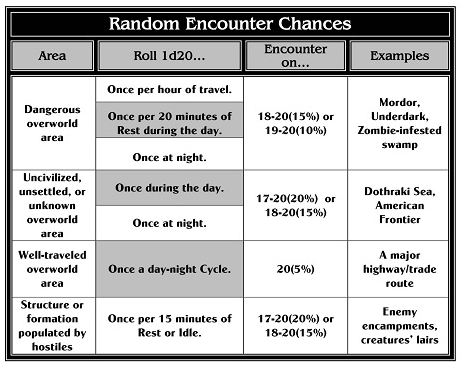 Random Encounter Chances
Area
Roll 1d20...
Encounter
on...
Examples
Dangerous
overworld
area
Once per hour of travel.
Once per 20 minutes of
Rest during the day.
Once at night.
18-20(15%) or
19-20(10%)
Mordor,
Underdark,
Zombie-infested
swamp
Uncivilized,
unsettled, or
unknown
overworld
area
Once during the day.
Once at night.
17-20(20%) or
18-20(15%)
Dothraki Sea,
American
Frontier
Well-traveled
overworld
area
Once a day-night Cycle.
20(5%)
A major
highway/trade
route
Structure or
formation
populated by
hostiles
Once per 15 minutes of
Rest or Idle.
17-20(20%) or
18-20(15%)
Enemy
encampments,
creatures' lairs